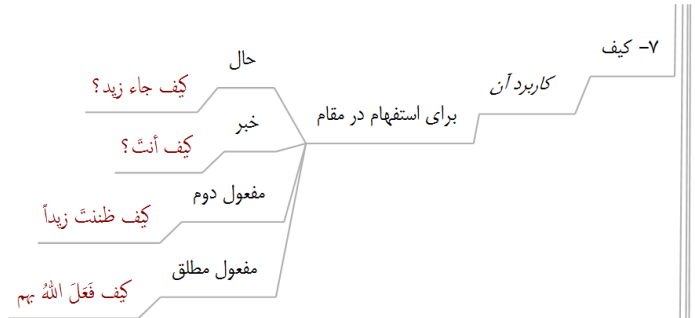 ۷- کیف
کاربرد آن
برای استفهام در مقام
حال
کیف جاء زید؟
خبر
کیف أنتَ؟
مفعول دوم
کیف ظننتَ زیداً
مفعول مطلق
کیف فَعَلَ اللهُ بهم